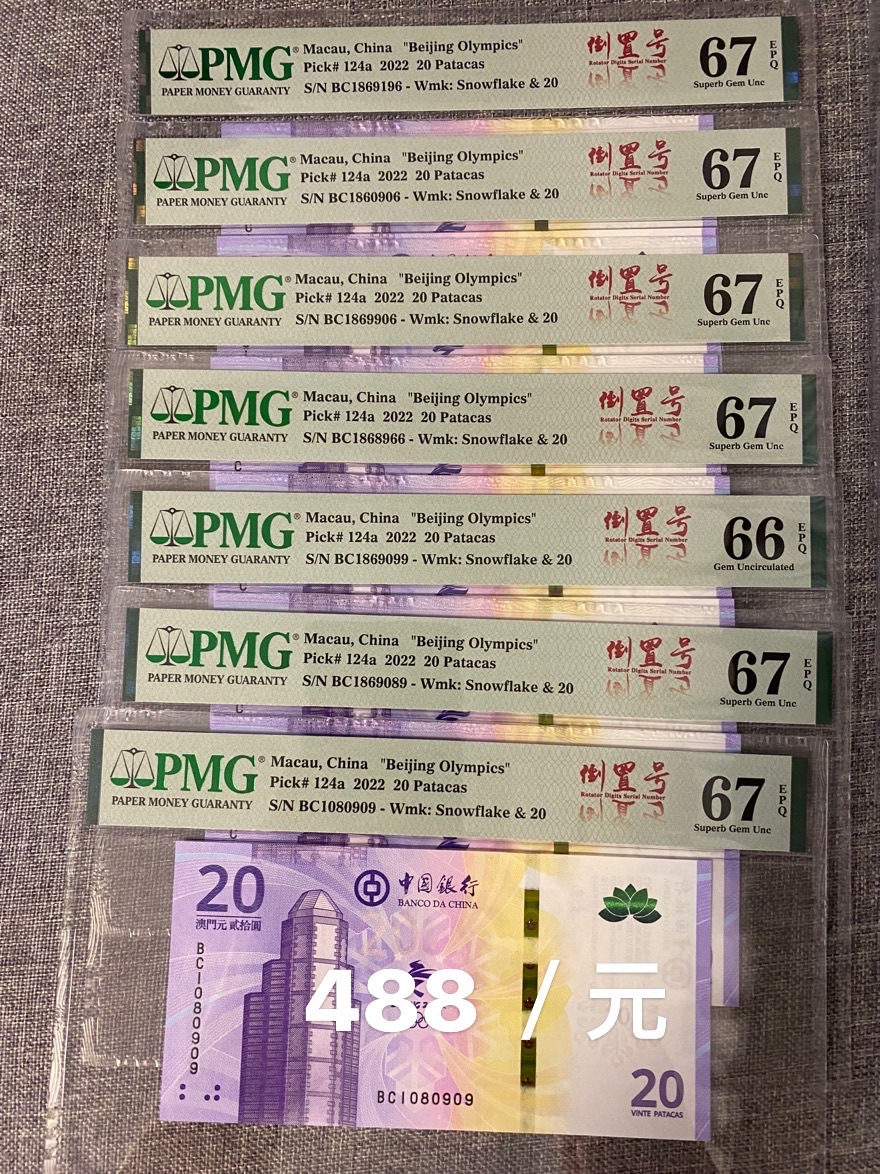 PMG®
PAPER MONEY GUARANTY
Macau, China "Beijing Olympics"
Pick# 124a 2022 20 Patacas
S/N BC1869196 - Wmk: Snowflake & 20
倒置号
Rotator Digits Serial Number
67
EPQ
Superb Gem Unc
PMG®
PAPER MONEY GUARANTY
Macau, China "Beijing Olympics"
Pick# 124a 2022 20 Patacas
S/N BC1860906 - Wmk: Snowflake & 20
倒置号
Rotator Digits Serial Number
67
EPQ
Superb Gem Unc
PMG®
PAPER MONEY GUARANTY
Macau, China "Beijing Olympics"
Pick# 124a 2022 20 Patacas
S/N BC1869906 - Wmk: Snowflake & 20
倒置号
Rotator Digits Serial Number
67
EPQ
Superb Gem Unc
PMG®
PAPER MONEY GUARANTY
Macau, China "Beijing Olympics"
Pick# 124a 2022 20 Patacas
S/N BC1868966 - Wmk: Snowflake & 20
倒置号
Rotator Digits Serial Number
67
EPQ
Superb Gem Unc
PMG®
PAPER MONEY GUARANTY
Macau, China "Beijing Olympics"
Pick# 124a 2022 20 Patacas
S/N BC1869099 - Wmk: Snowflake & 20
倒置号
Rotator Digits Serial Number
66
EPQ
Gem Uncirculated
PMG®
PAPER MONEY GUARANTY
Macau, China "Beijing Olympics"
Pick# 124a 2022 20 Patacas
S/N BC1869089 - Wmk: Snowflake & 20
倒置号
Rotator Digits Serial Number
67
EPQ
Superb Gem Unc
PMG®
PAPER MONEY GUARANTY
Macau, China "Beijing Olympics"
Pick# 124a 2022 20 Patacas
S/N BC1080909 - Wmk: Snowflake & 20
倒置号
Rotator Digits Serial Number
67
EPQ
Superb Gem Unc
20
澳門元 貳拾圓
中國銀行
BANCO DA CHINA
BC1080909
488 / 元
BC1080909
20
VINTE PATACAS